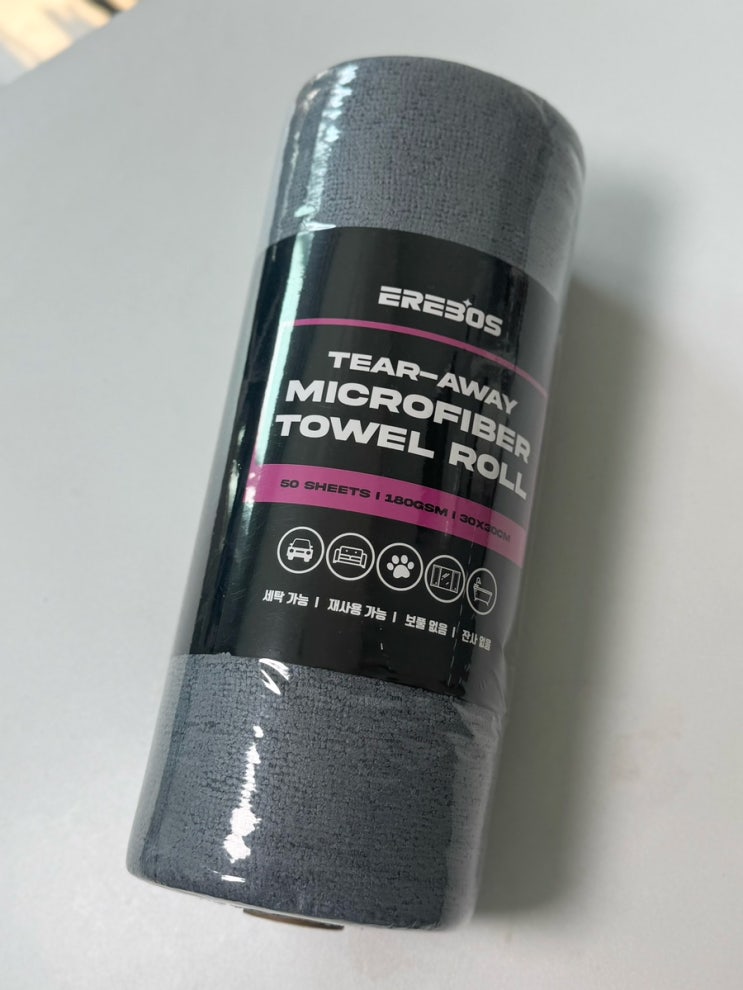 EREBOS
TEAR-AWAY
MICROFIBER
TOWEL ROLL
50 SHEETS | 180GSM | 30X30CM
세탁 가능 | 재사용 가능 | 보풀 없음 | 잔사 없음